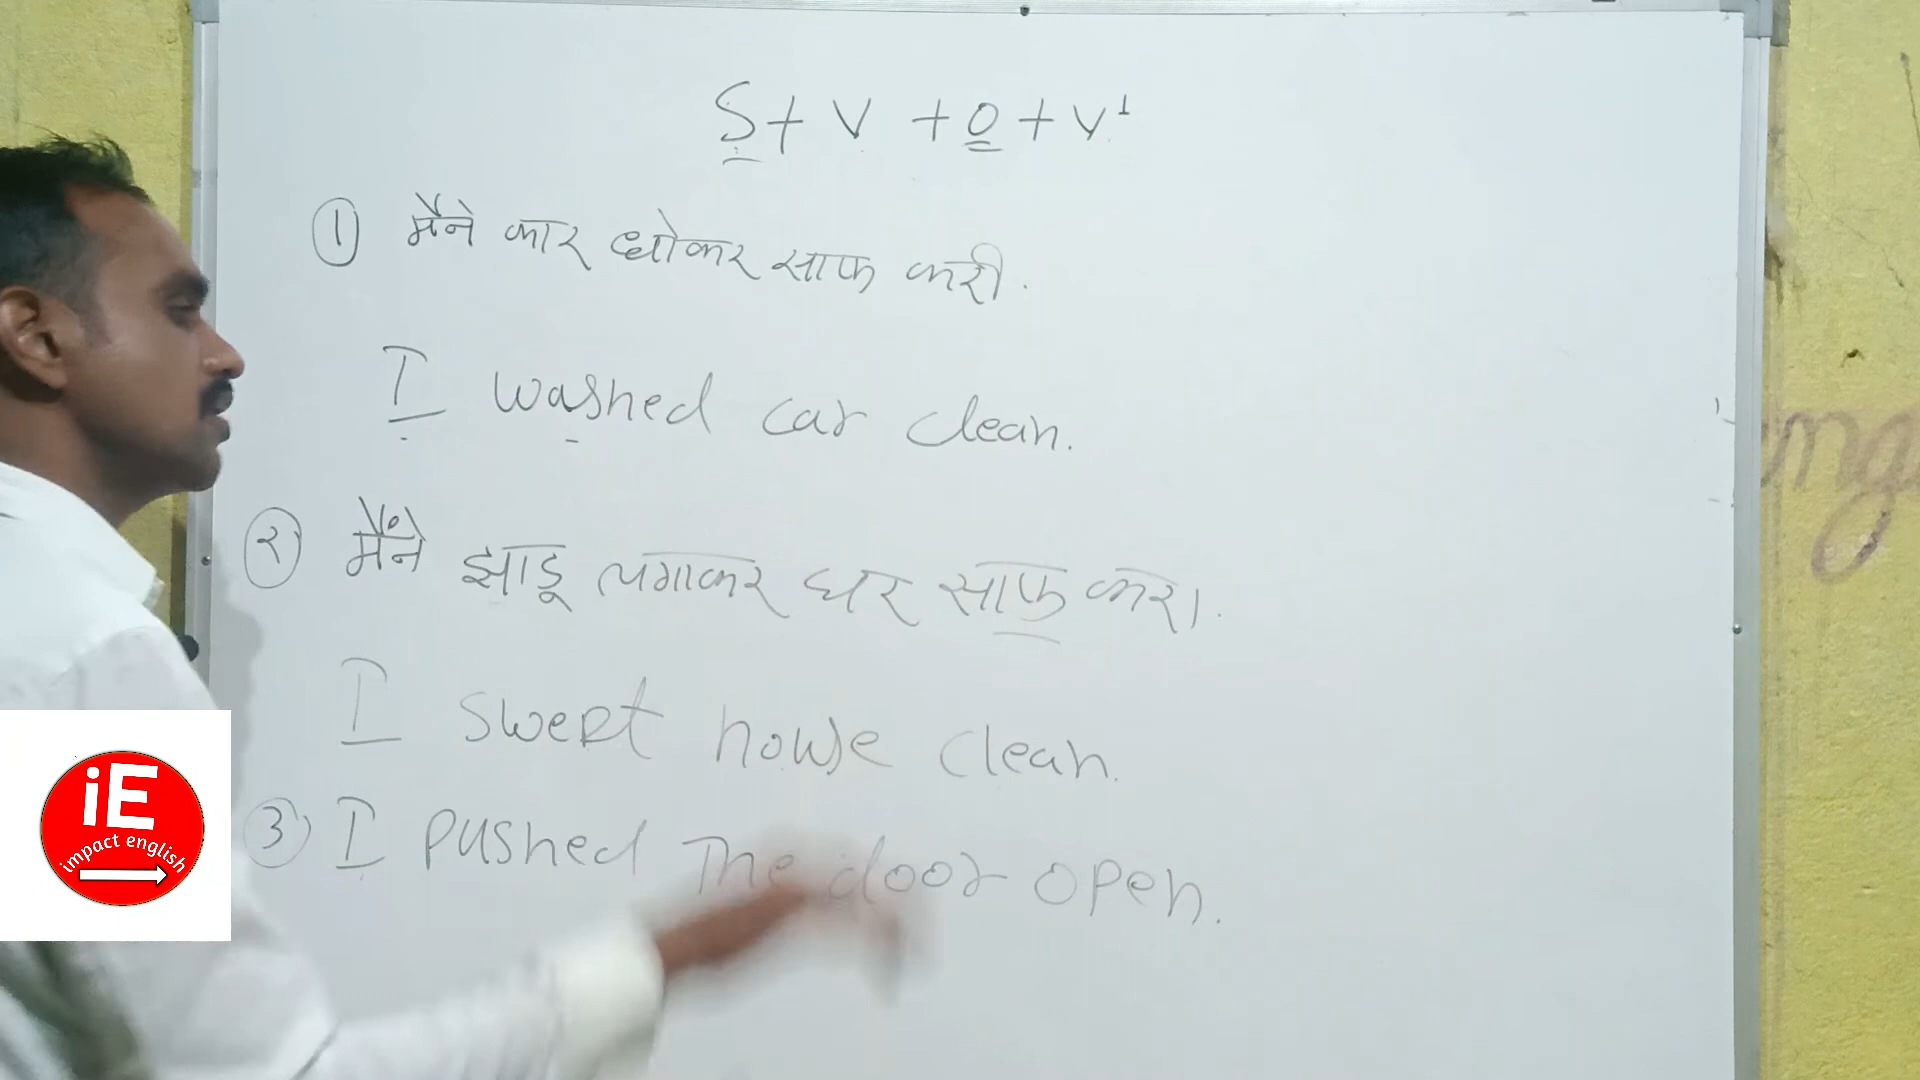 S + V + O + V¹
① मैने कार धोकर साफ करी.
I washed car clean.
② मैंने झाडू लगाकर घर साफ करा.
I swept house clean.
③ I pushed The door open.
iE
impact english